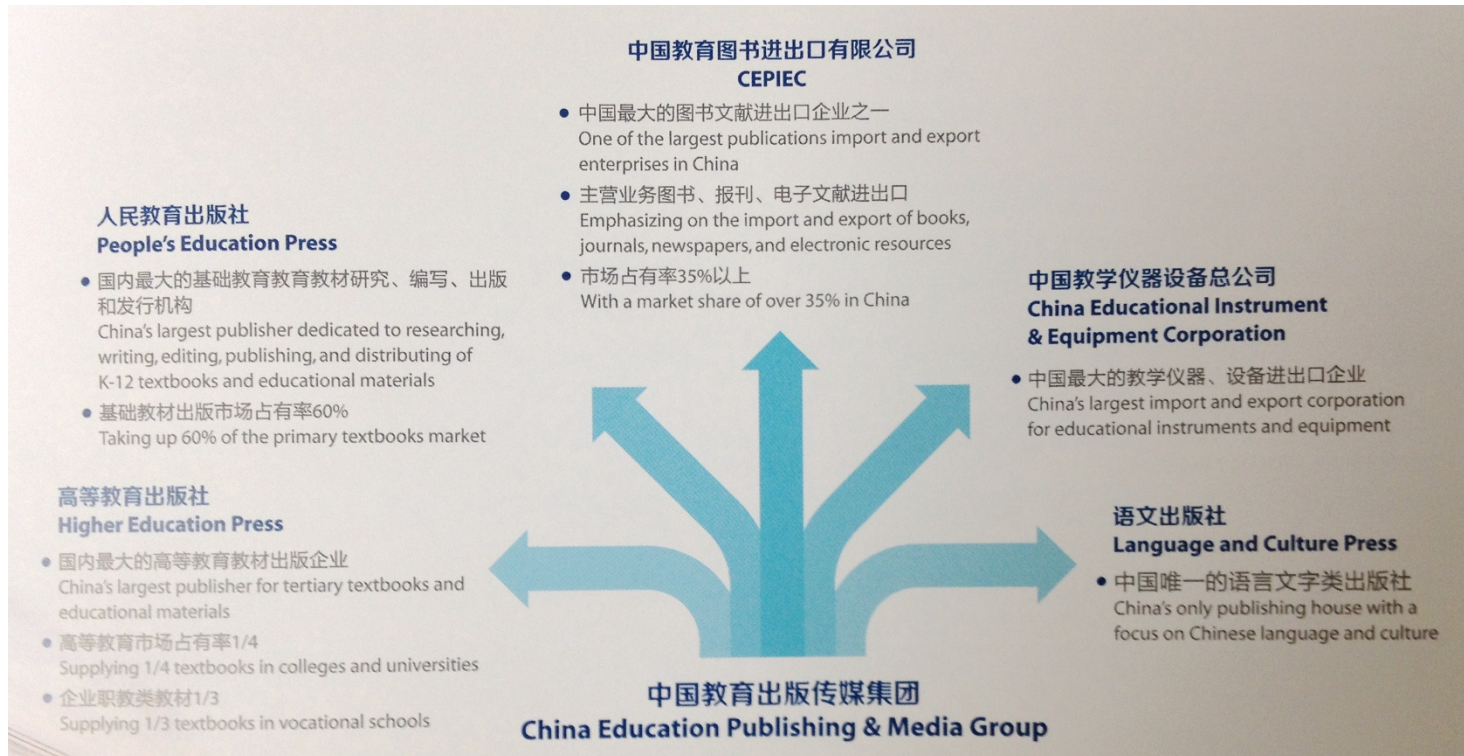 中国教育图书进出口有限公司
CEPIEC
● 中国最大的图书文献进出口企业之一
One of the largest publications import and export
enterprises in China
● 主营业务图书、报刊、电子文献进出口
Emphasizing on the import and export of books,
journals, newspapers, and electronic resources
● 市场占有率35%以上
With a market share of over 35% in China
人民教育出版社
People's Education Press
● 国内最大的基础教育教育教材研究、编写、出版
和发行机构
China's largest publisher dedicated to researching,
writing, editing, publishing, and distributing of
K-12 textbooks and educational materials
● 基础教材出版市场占有率60%
Taking up 60% of the primary textbooks market
中国教学仪器设备总公司
China Educational Instrument
& Equipment Corporation
● 中国最大的教学仪器、设备进出口企业
China's largest import and export corporation
for educational instruments and equipment
高等教育出版社
Higher Education Press
● 国内最大的高等教育教材出版企业
China's largest publisher for tertiary textbooks and
educational materials
● 高等教育市场占有率1/4
Supplying 1/4 textbooks in colleges and universities
● 企业职教类教材1/3
Supplying 1/3 textbooks in vocational schools
语文出版社
Language and Culture Press
● 中国唯一的语言文字类出版社
China's only publishing house with a
focus on Chinese language and culture
中国教育出版传媒集团
China Education Publishing & Media Group